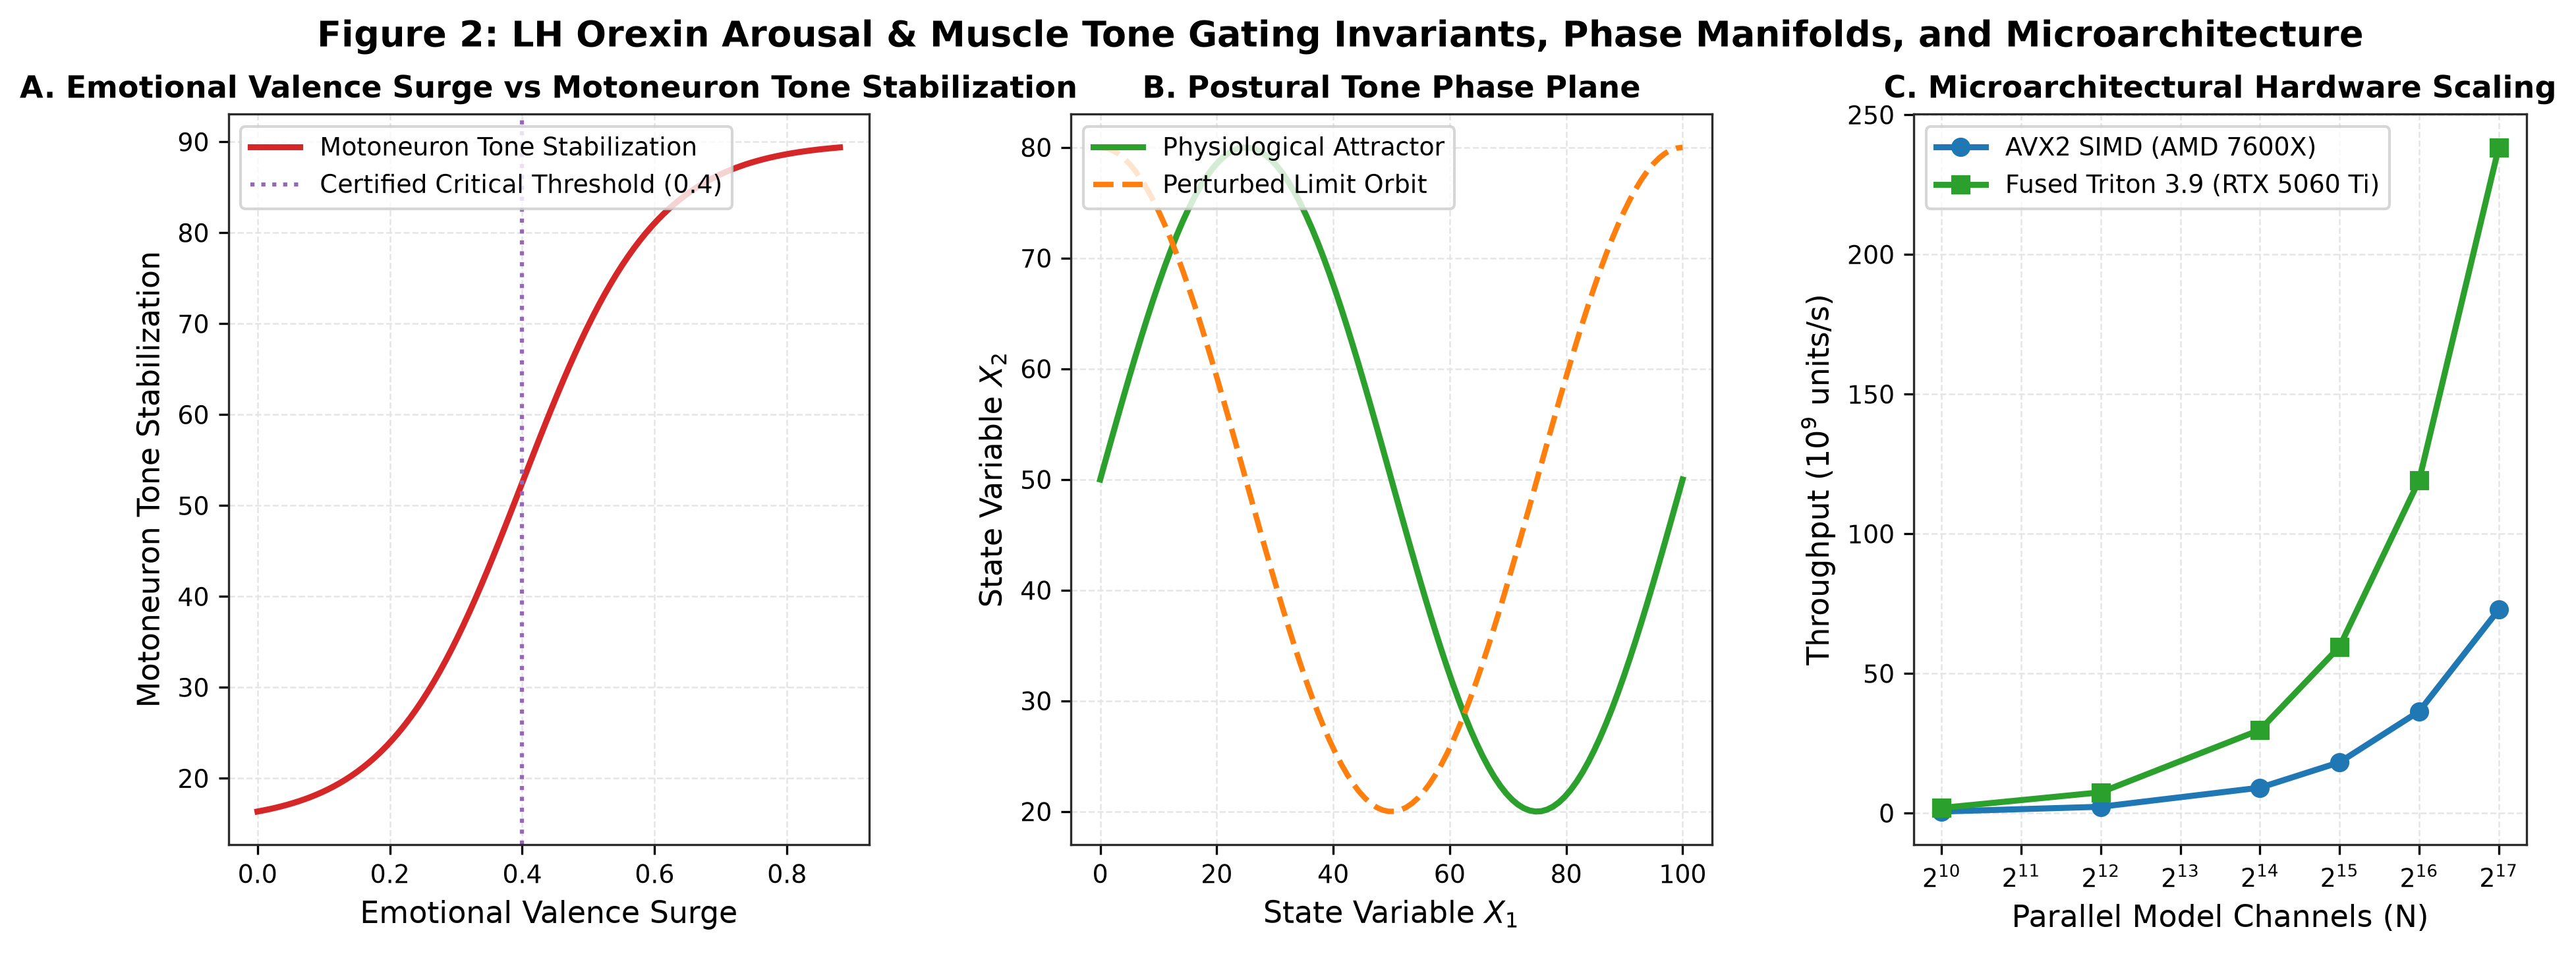 Figure 2: LH Orexin Arousal & Muscle Tone Gating Invariants, Phase Manifolds, and Microarchitecture
A. Emotional Valence Surge vs Motoneuron Tone Stabilization
Motoneuron Tone Stabilization
Certified Critical Threshold (0.4)
90
80
70
60
50
40
30
20
Motoneuron Tone Stabilization
0.0 0.2 0.4 0.6 0.8
Emotional Valence Surge
B. Postural Tone Phase Plane
Physiological Attractor
Perturbed Limit Orbit
80
70
60
50
40
30
20
State Variable X₂
0 20 40 60 80 100
State Variable X₁
C. Microarchitectural Hardware Scaling
AVX2 SIMD (AMD 7600X)
Fused Triton 3.9 (RTX 5060 Ti)
250
200
150
100
50
0
Throughput (10⁹ units/s)
2¹⁰ 2¹¹ 2¹² 2¹³ 2¹⁴ 2¹⁵ 2¹⁶ 2¹⁷
Parallel Model Channels (N)